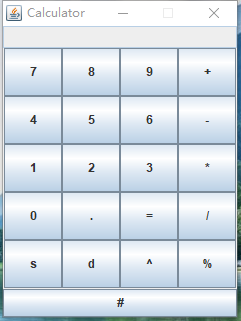 Calculator
7 8 9 +
4 5 6 -
1 2 3 *
0 . = /
s d ^ %
#